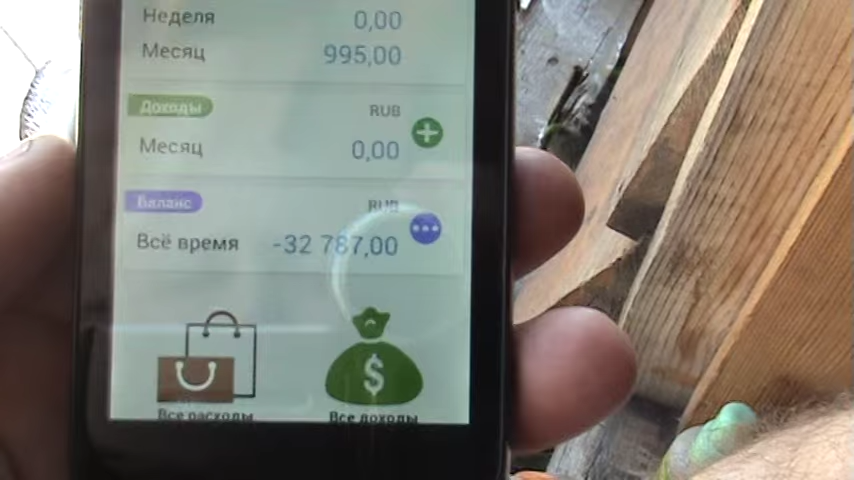 Неделя 0,00
Месяц 995,00
Доходы RUB
Месяц 0,00
Баланс RUB
Всё время -32 787,00
$
Все расходы Все доходы